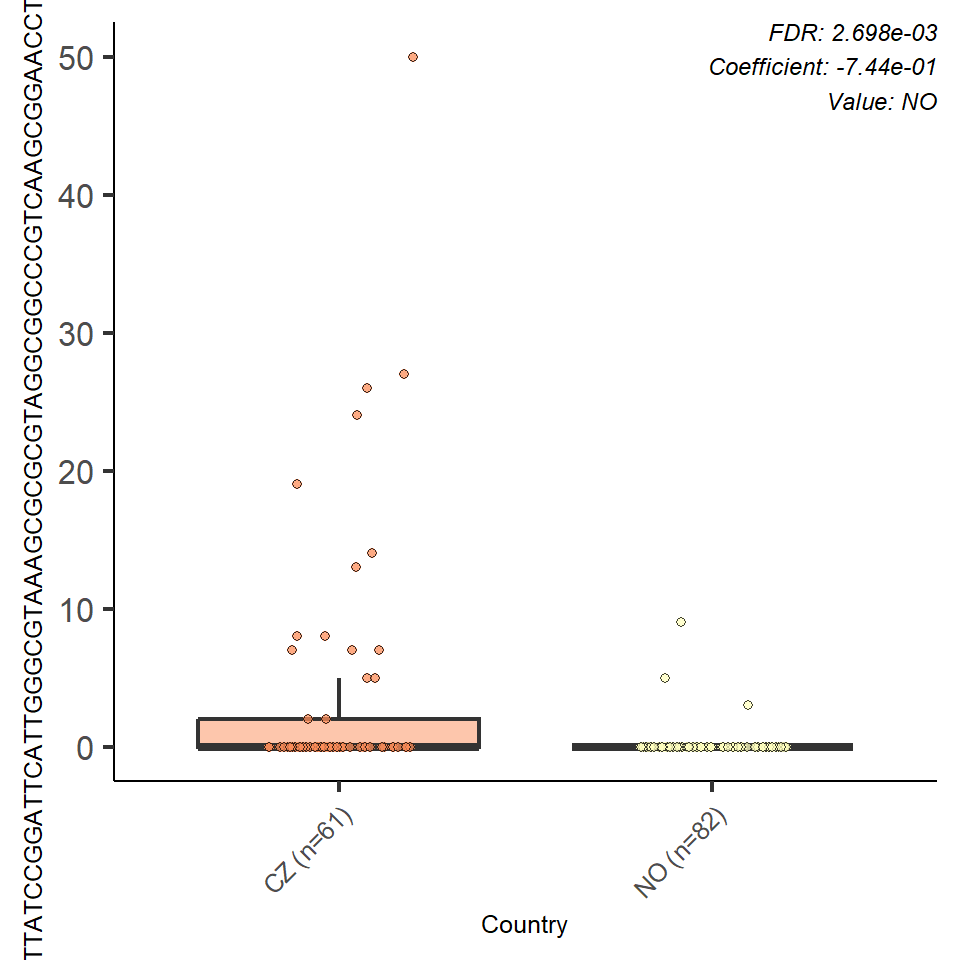 FDR: 2.698e-03
Coefficient: -7.44e-01
Value: NO
TTATCCGGATTCATTGGGCGTAAAGCGCGCGTAGGCGGCCCGTCAAGCGGAACCT
50
40
30
20
10
0
CZ (n=61)
NO (n=82)
Country